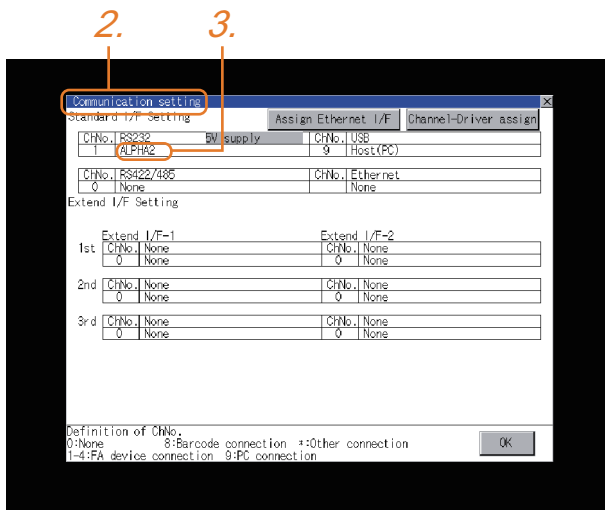 2. 3.
Communication setting
Standard I/F Setting Assign Ethernet I/F Channel-Driver assign
ChNo. RS232 5V supply ChNo. USB
1 ALPHA2 9 Host(PC)
ChNo. RS422/485 ChNo. Ethernet
0 None None
Extend I/F Setting
Extend I/F-1 Extend I/F-2
1st ChNo. None ChNo. None
0 None 0 None
2nd ChNo. None ChNo. None
0 None 0 None
3rd ChNo. None ChNo. None
0 None 0 None
Definition of ChNo.
0:None 8:Barcode connection *:Other connection OK
1-4:FA device connection 9:PC connection